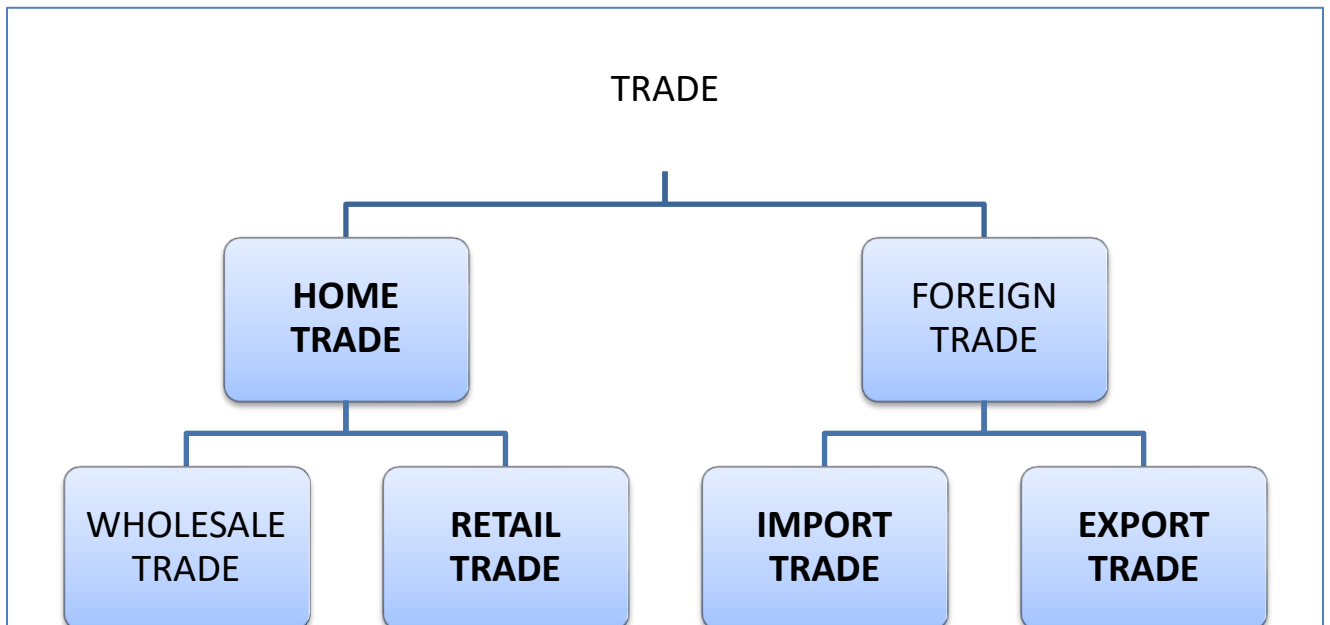 TRADE
HOME
TRADE
FOREIGN
TRADE
WHOLESALE
TRADE
RETAIL
TRADE
IMPORT
TRADE
EXPORT
TRADE